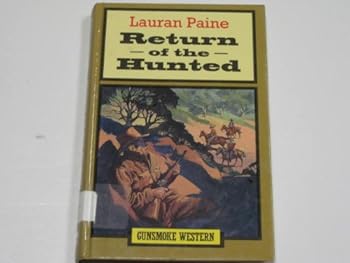 Lauran Paine
Return
of the
Hunted
GUNSMOKE WESTERN